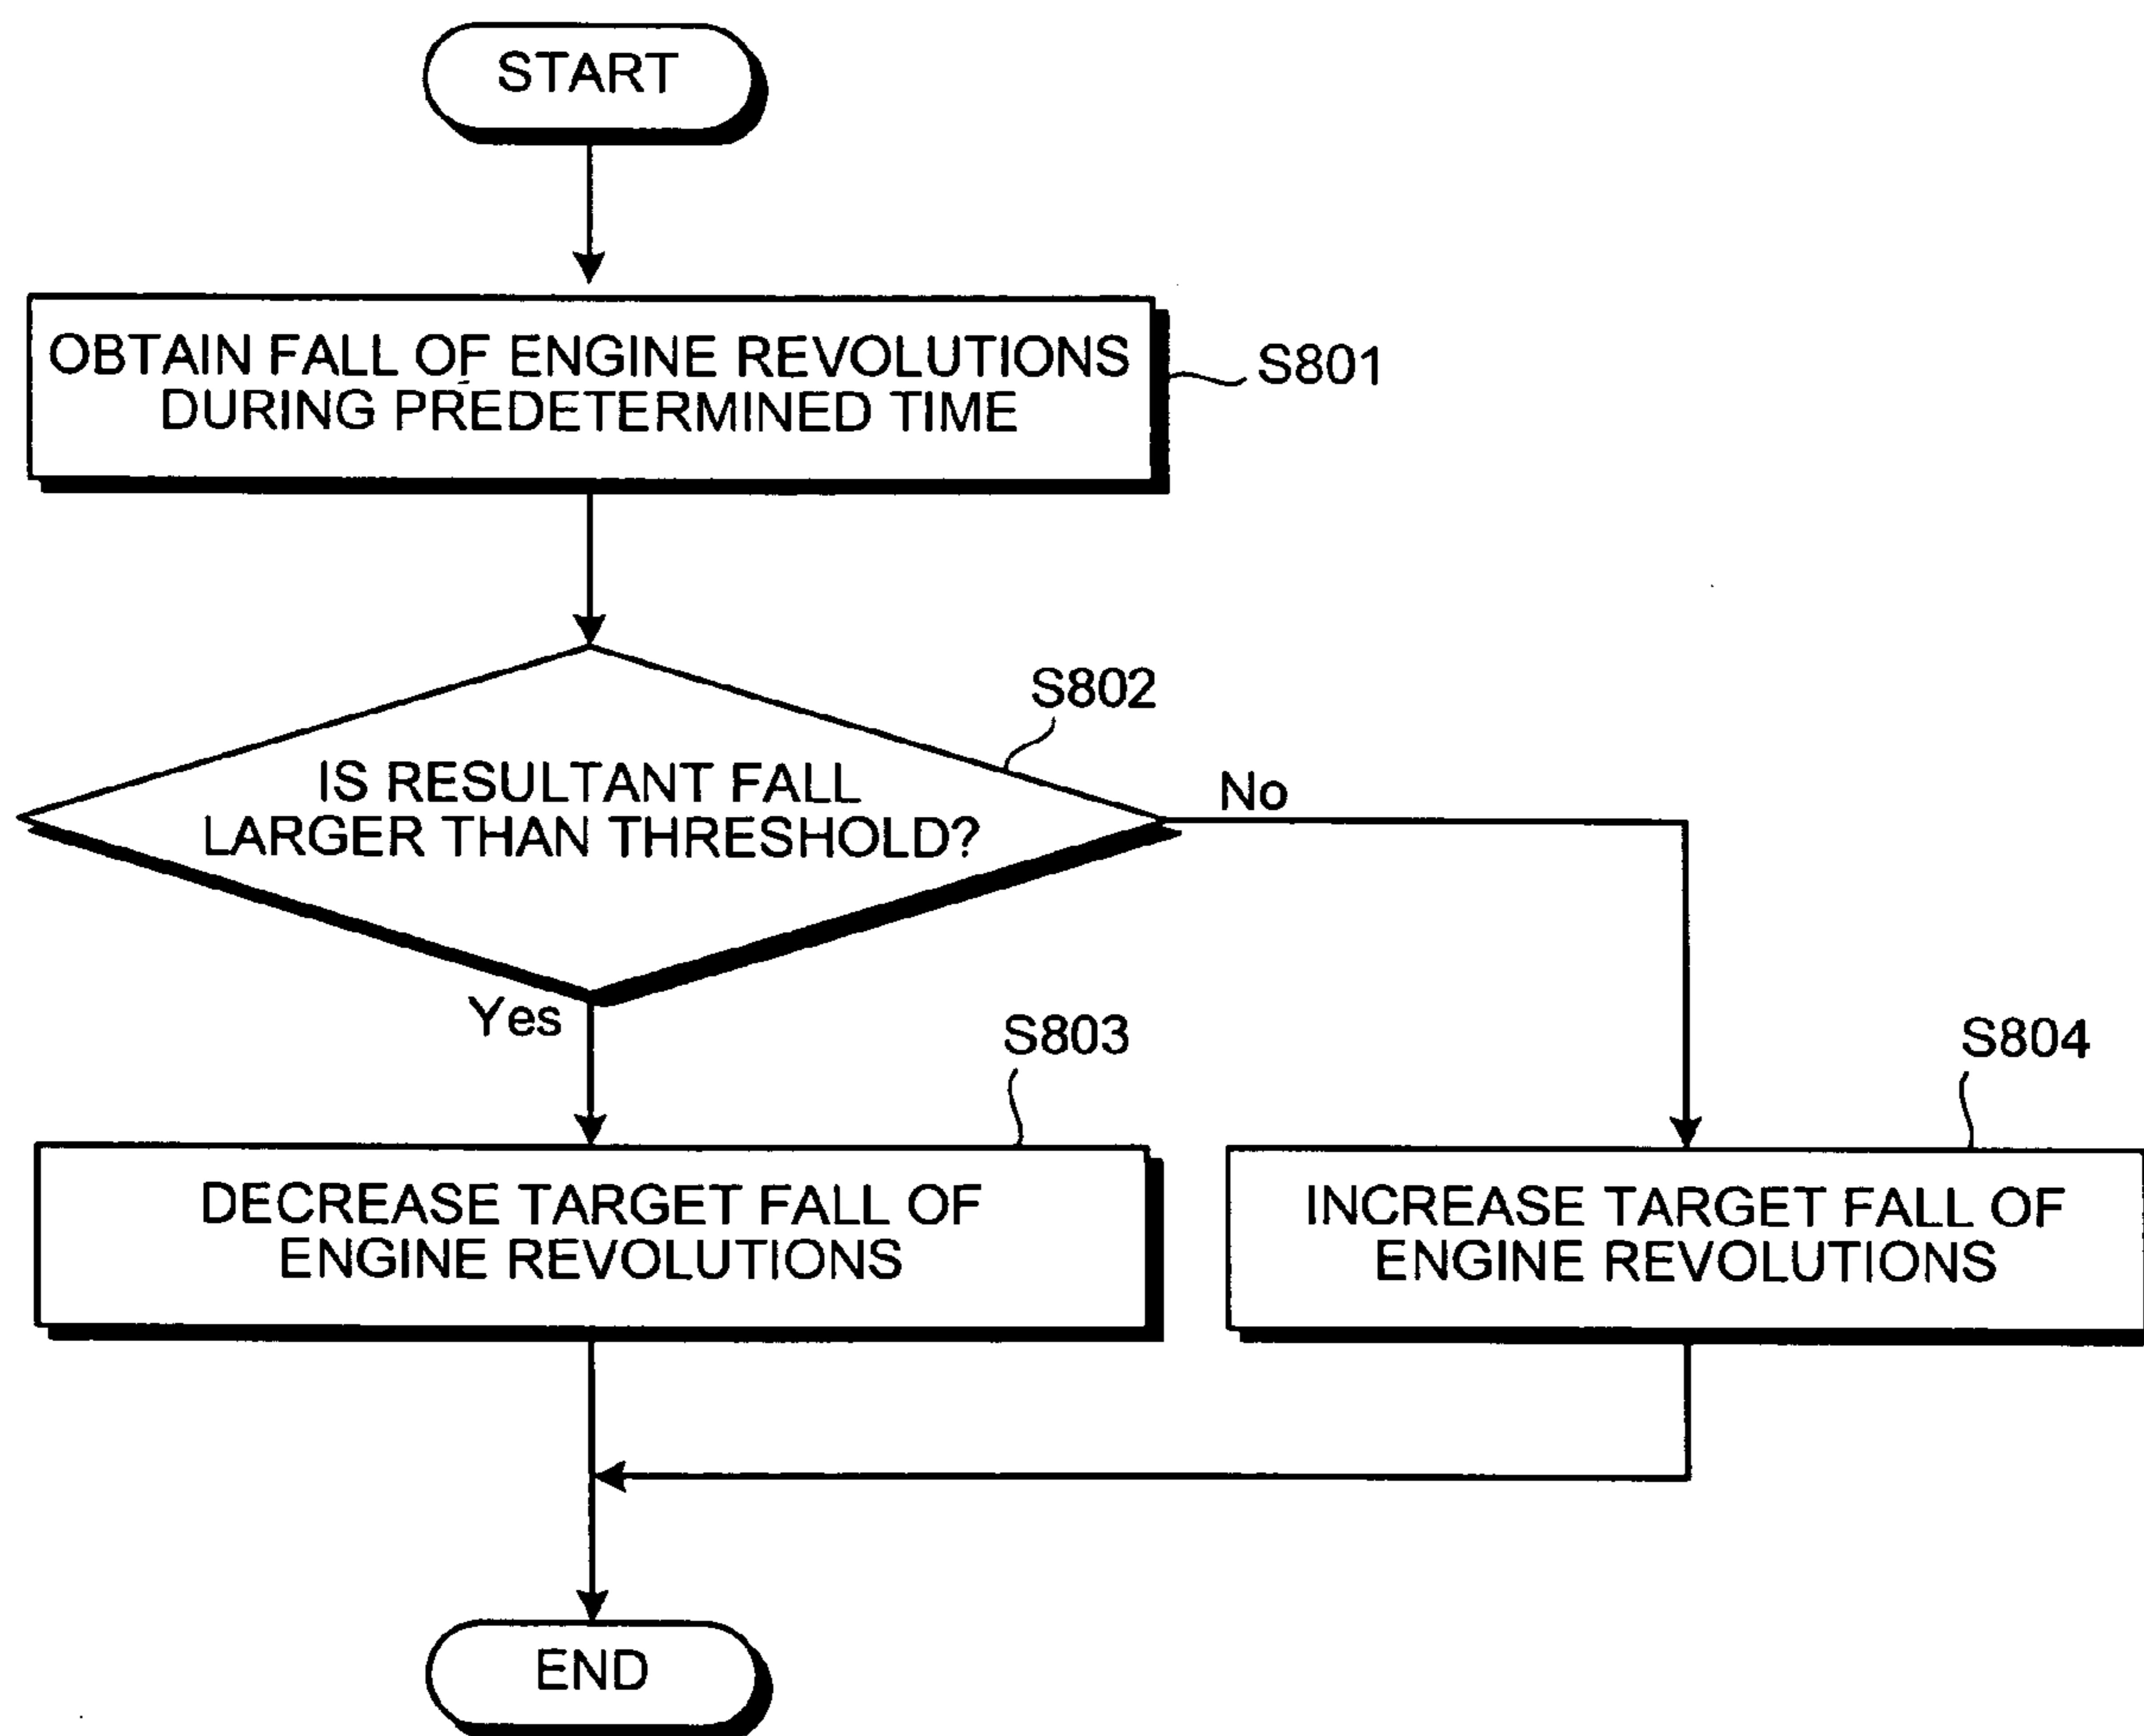 START
OBTAIN FALL OF ENGINE REVOLUTIONS
DURING PREDETERMINED TIME
S801
S802
IS RESULTANT FALL
LARGER THAN THRESHOLD?
No
Yes
S803
S804
DECREASE TARGET FALL OF
ENGINE REVOLUTIONS
INCREASE TARGET FALL OF
ENGINE REVOLUTIONS
END